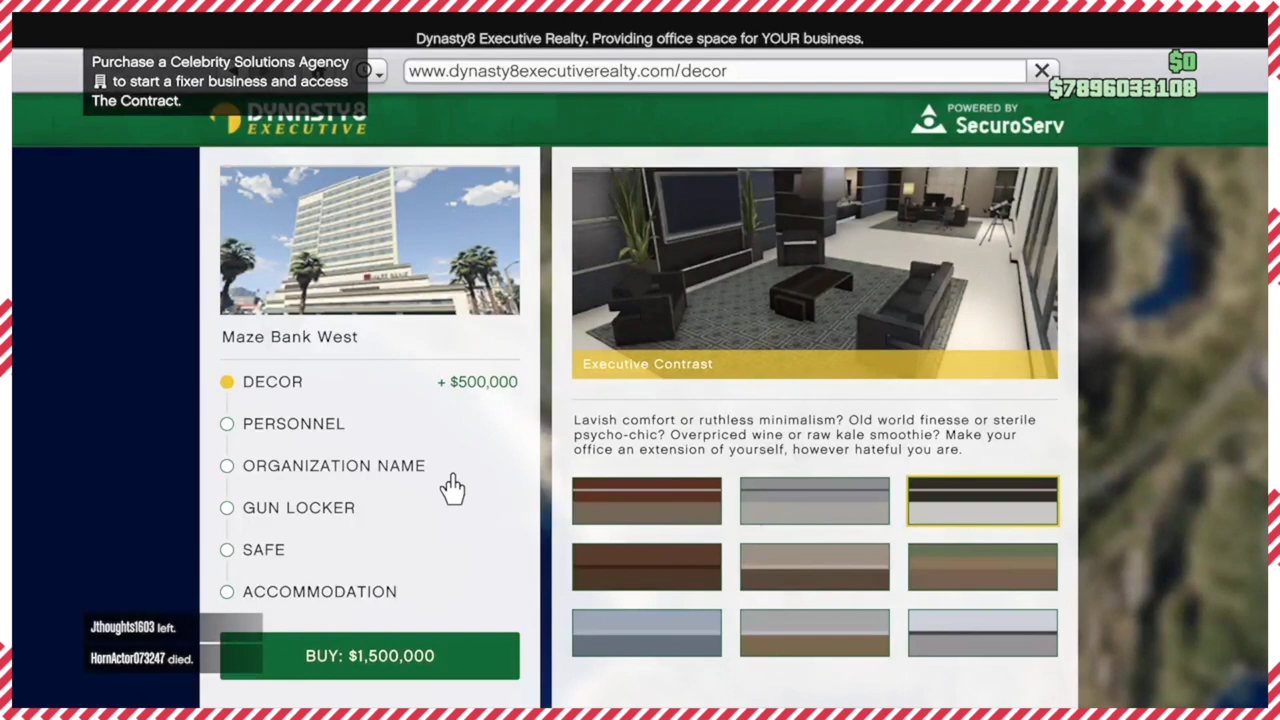 Dynasty8 Executive Realty. Providing office space for YOUR business.
Purchase a Celebrity Solutions Agency
to start a fixer business and access
The Contract.
www.dynasty8executiverealty.com/decor
$0
$7896033108
DYNASTY8
EXECUTIVE
POWERED BY
SecuroServ
MAZE BANK
Maze Bank West
DECOR + $500,000
PERSONNEL
ORGANIZATION NAME
GUN LOCKER
SAFE
ACCOMMODATION
BUY: $1,500,000
Jthoughts1603 left.
HornActor073247 died.
Executive Contrast
Lavish comfort or ruthless minimalism? Old world finesse or sterile
psycho-chic? Overpriced wine or raw kale smoothie? Make your
office an extension of yourself, however hateful you are.